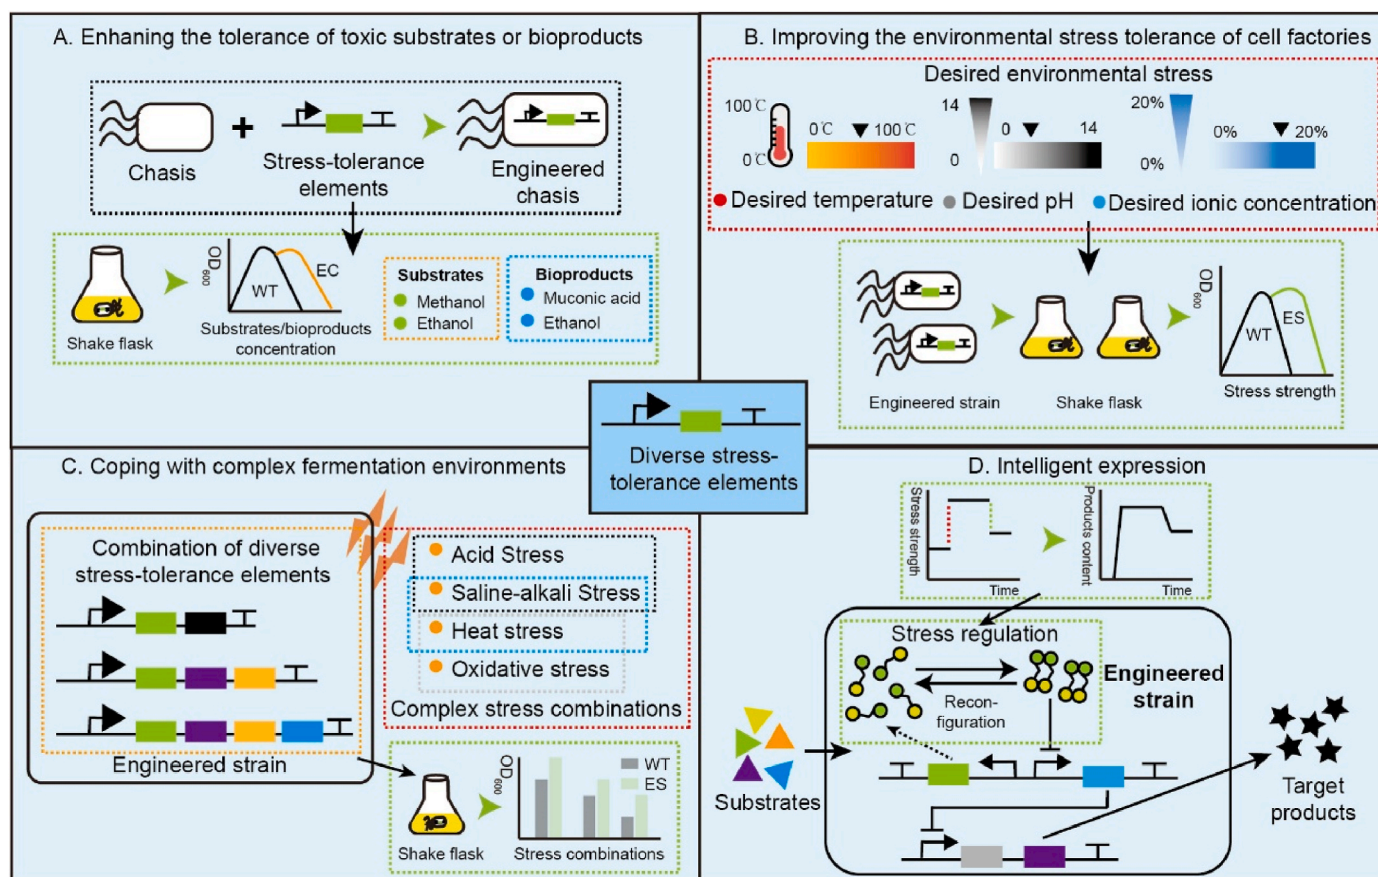 A. Enhaning the tolerance of toxic substrates or bioproducts
Chasis
+
Stress-tolerance
elements
Engineered
chasis
Shake flask
OD600
WT
EC
Substrates/bioproducts
concentration
Substrates
Methanol
Ethanol
Bioproducts
Muconic acid
Ethanol
B. Improving the environmental stress tolerance of cell factories
Desired environmental stress
100℃
0℃
0℃ 100℃
14
0
0 14
20%
0%
0% 20%
Desired temperature
Desired pH
Desired ionic concentration
Engineered strain
Shake flask
OD600
WT
ES
Stress strength
Diverse stress-
tolerance elements
C. Coping with complex fermentation environments
Combination of diverse
stress-tolerance elements
Engineered strain
Acid Stress
Saline-alkali Stress
Heat stress
Oxidative stress
Complex stress combinations
Shake flask
OD600
WT
ES
Stress combinations
D. Intelligent expression
Stress strength
Time
Products content
Time
Stress regulation
Recon-
figuration
Engineered
strain
Substrates
Target
products